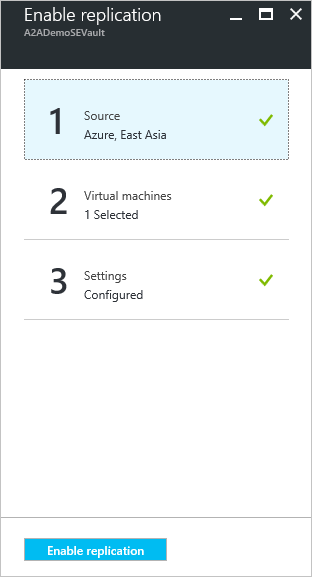 Enable replication
A2ADemoSEVault
1
Source
Azure, East Asia
2
Virtual machines
1 Selected
3
Settings
Configured
Enable replication